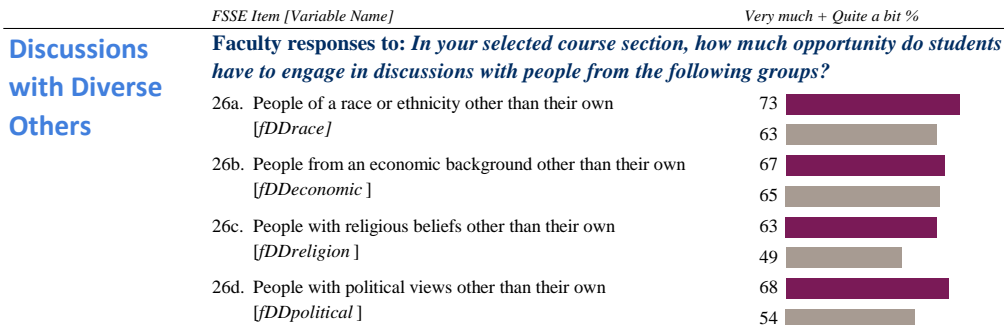 FSSE Item [Variable Name] Very much + Quite a bit %
Discussions with Diverse Others
Faculty responses to: In your selected course section, how much opportunity do students
have to engage in discussions with people from the following groups?
26a. People of a race or ethnicity other than their own 73
[fDDrace] 63
26b. People from an economic background other than their own 67
[fDDeconomic ] 65
26c. People with religious beliefs other than their own 63
[fDDreligion ] 49
26d. People with political views other than their own 68
[fDDpolitical ] 54